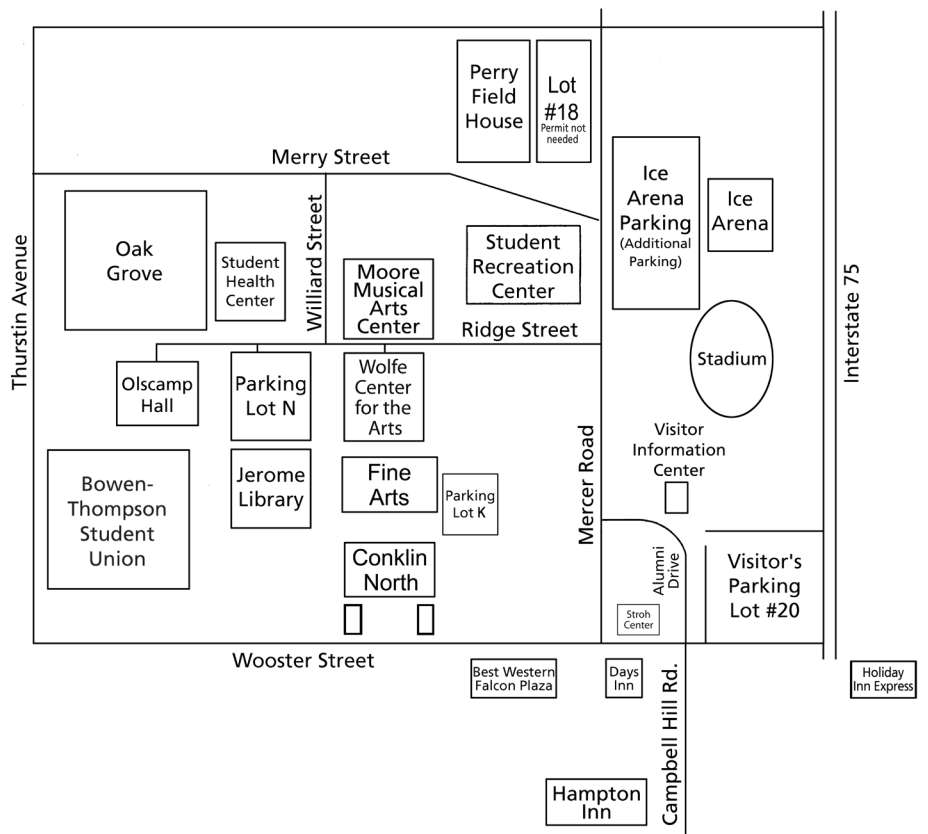 Perry
Field
House
Lot
#18
Permit not
needed
Merry Street
Ice
Arena
Parking
(Additional
Parking)
Ice
Arena
Oak
Grove
Student
Health
Center
Williard Street
Moore
Musical
Arts
Center
Student
Recreation
Center
Thurstin Avenue
Ridge Street
Interstate 75
Stadium
Olscamp
Hall
Parking
Lot N
Wolfe
Center
for the
Arts
Mercer Road
Visitor
Information
Center
Bowen-
Thompson
Student
Union
Jerome
Library
Fine
Arts
Parking
Lot K
Conklin
North
Alumni
Drive
Visitor's
Parking
Lot #20
Stroh
Center
Wooster Street
Best Western
Falcon Plaza
Days
Inn
Campbell Hill Rd.
Holiday
Inn Express
Hampton
Inn